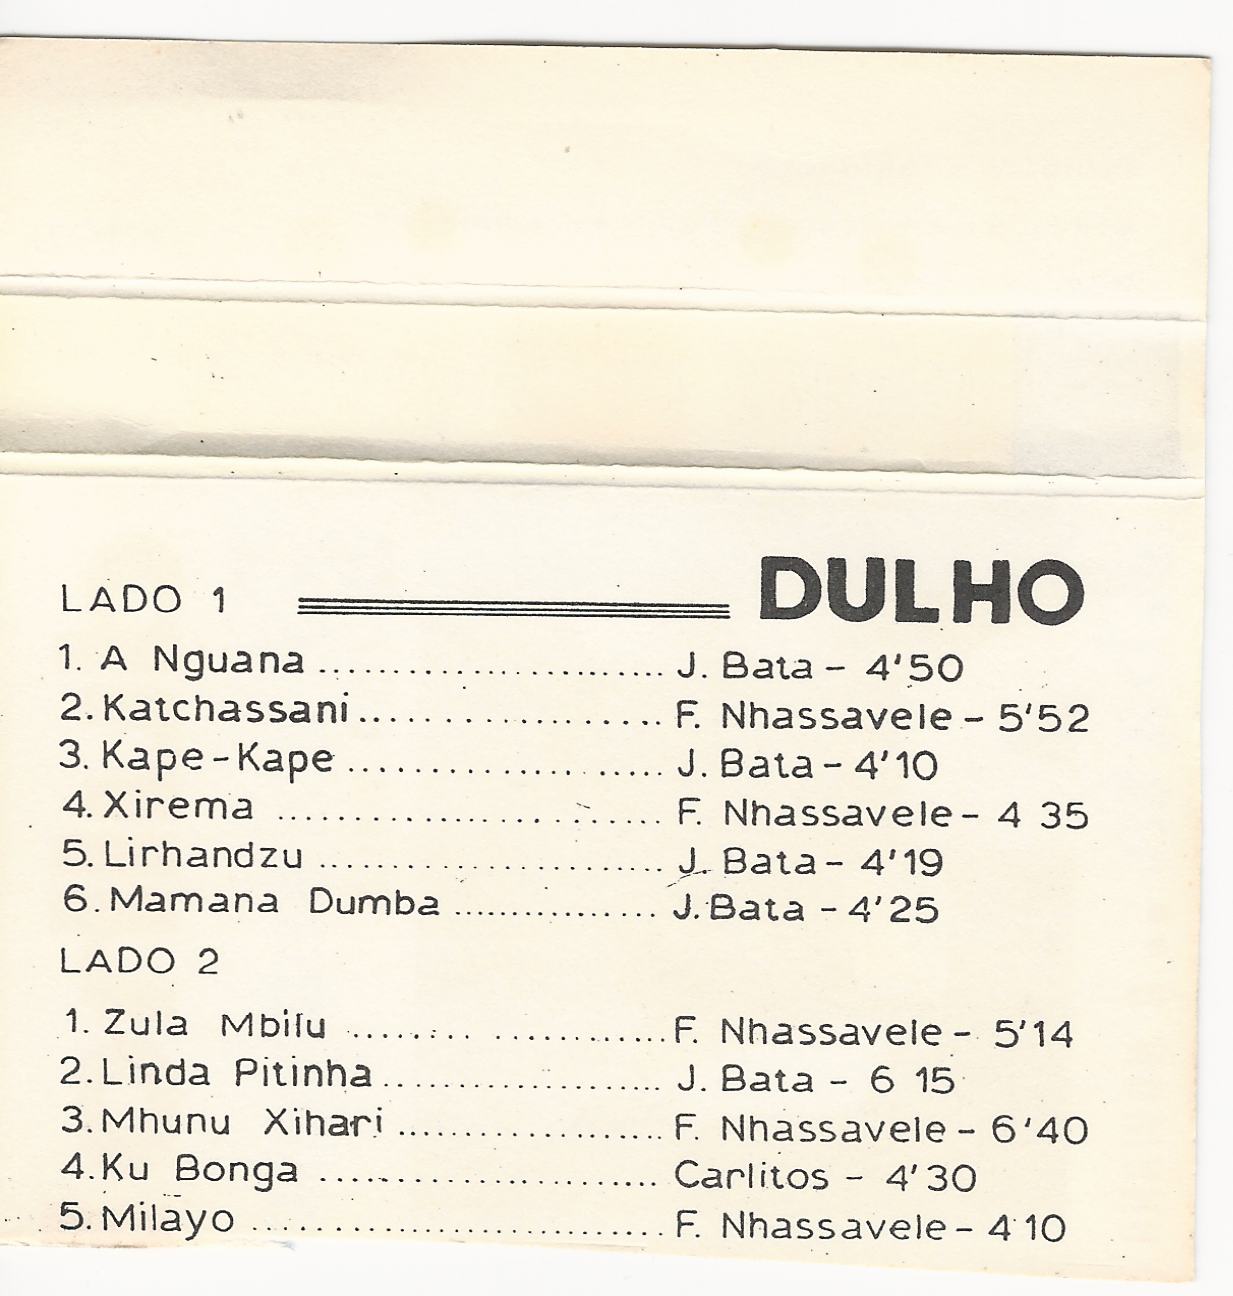 LADO 1 DULHO
1. A Nguana ........................ J. Bata - 4'50
2. Katchassani .................... F. Nhassavele - 5'52
3. Kape-Kape .................... J. Bata - 4'10
4. Xirema ........................ F. Nhassavele - 4 35
5. Lirhandzu ........................ J. Bata - 4'19
6. Mamana Dumba ................ J. Bata - 4'25
LADO 2
1. Zula Mbilu ...................... F. Nhassavele - 5'14
2. Linda Pitinha .................... J. Bata - 6 15
3. Mhunu Xihari .................... F. Nhassavele - 6'40
4. Ku Bonga ........................ Carlitos - 4'30
5. Milayo .......................... F. Nhassavele - 4'10